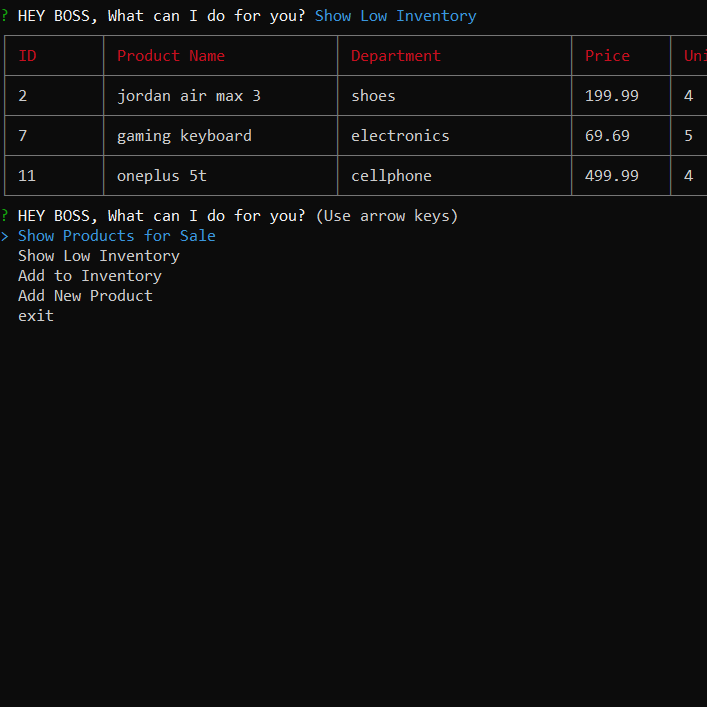 ? HEY BOSS, What can I do for you? Show Low Inventory
ID Product Name Department Price Uni
2 jordan air max 3 shoes 199.99 4
7 gaming keyboard electronics 69.69 5
11 oneplus 5t cellphone 499.99 4
? HEY BOSS, What can I do for you? (Use arrow keys)
> Show Products for Sale
Show Low Inventory
Add to Inventory
Add New Product
exit